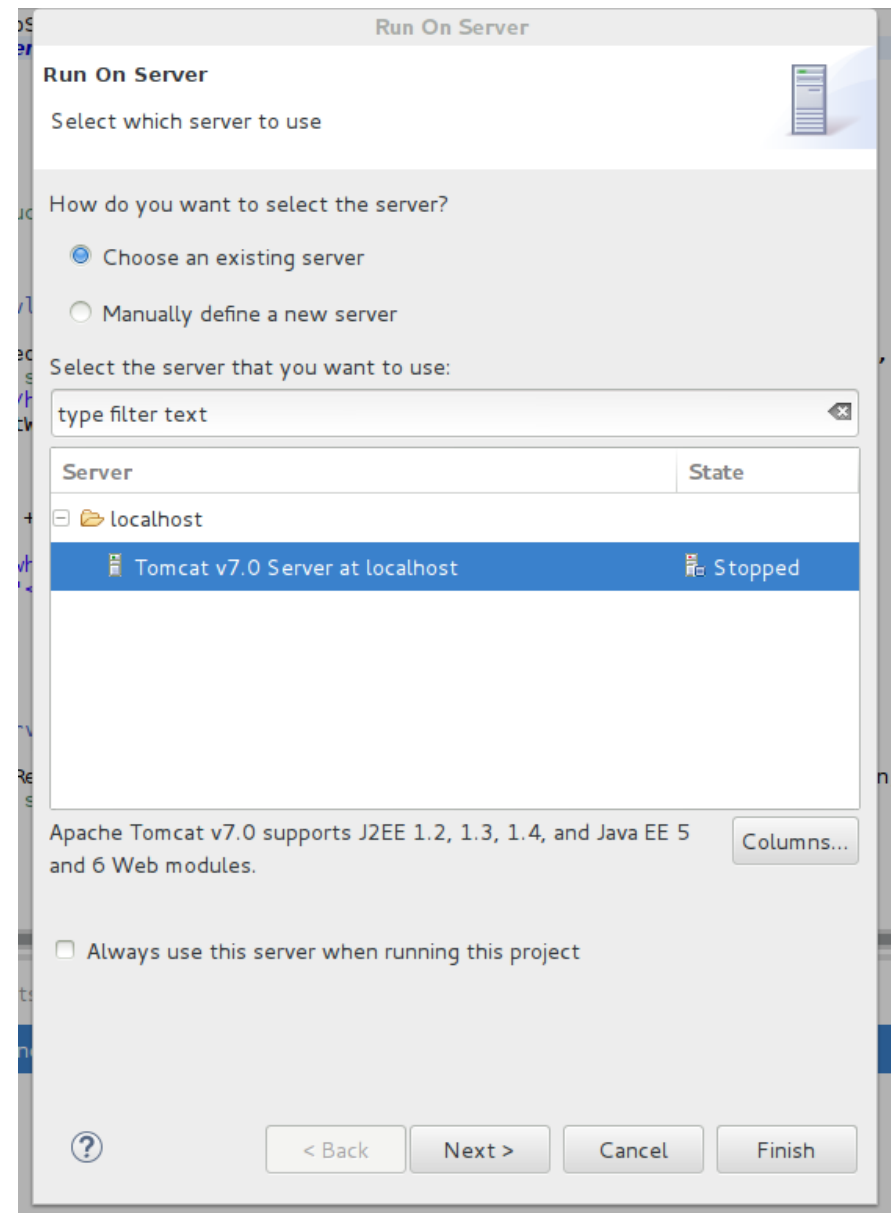 Run On Server
Run On Server
Select which server to use
How do you want to select the server?
Choose an existing server
Manually define a new server
Select the server that you want to use:
type filter text
Server State
localhost
Tomcat v7.0 Server at localhost Stopped
Apache Tomcat v7.0 supports J2EE 1.2, 1.3, 1.4, and Java EE 5
and 6 Web modules.
Columns...
Always use this server when running this project
< Back Next > Cancel Finish